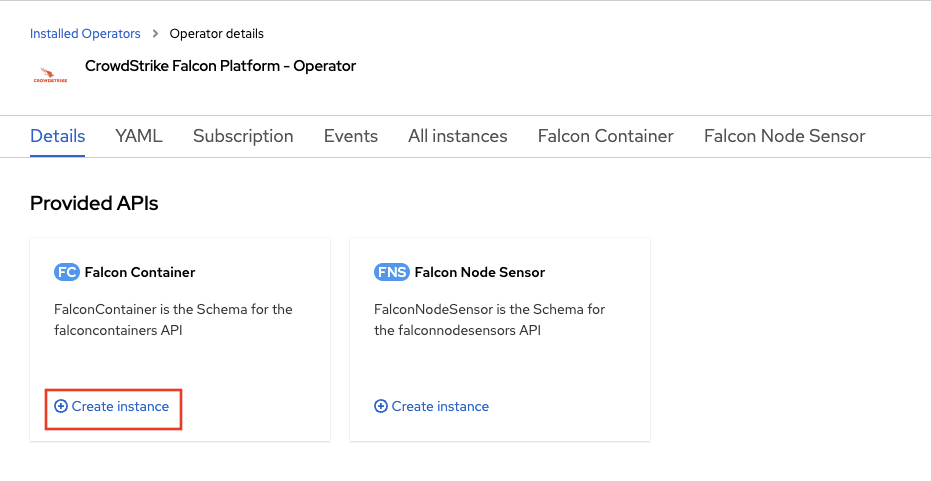 Installed Operators > Operator details
CROWDSTRIKE
CrowdStrike Falcon Platform - Operator
Details YAML Subscription Events All instances Falcon Container Falcon Node Sensor
Provided APIs
FC Falcon Container
FalconContainer is the Schema for the
falconcontainers API
Create instance
FNS Falcon Node Sensor
FalconNodeSensor is the Schema for
the falconnodesensors API
Create instance